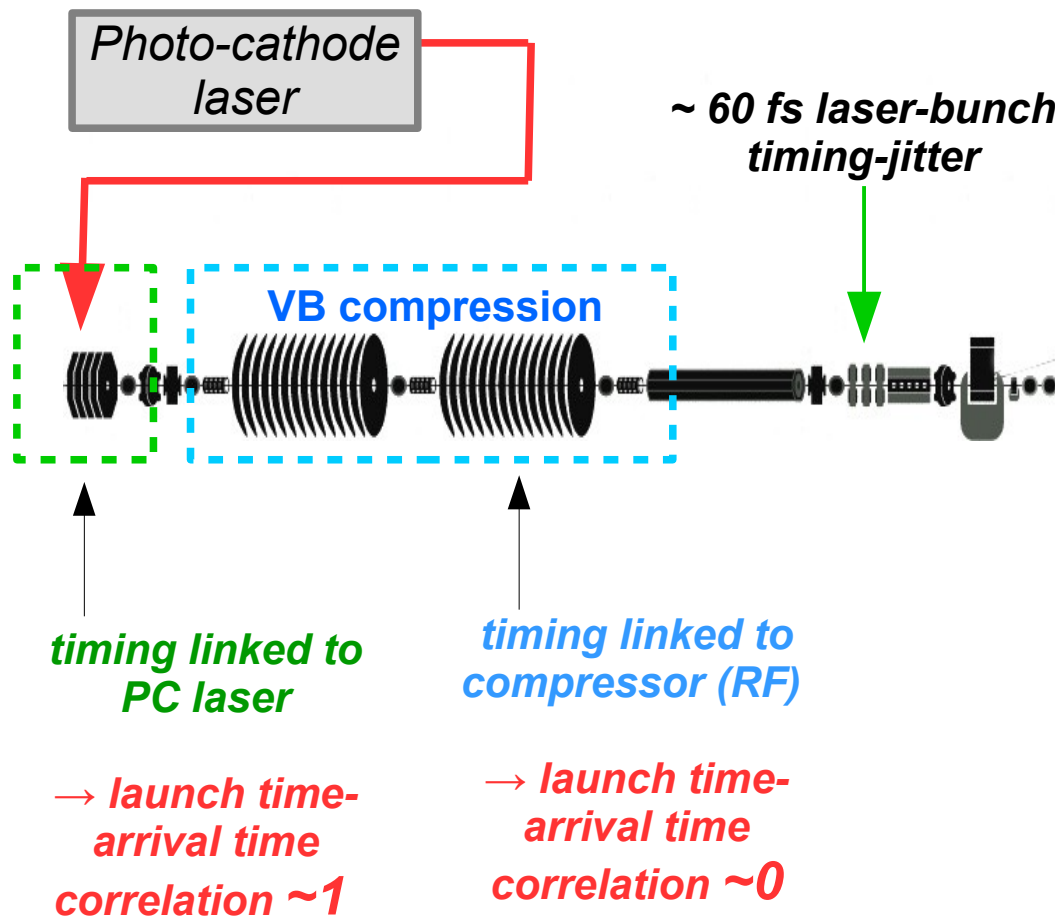 Photo-cathode
laser
~ 60 fs laser-bunch
timing-jitter
VB compression
timing linked to
PC laser
→ launch time-
arrival time
correlation ~1
timing linked to
compressor (RF)
→ launch time-
arrival time
correlation ~0